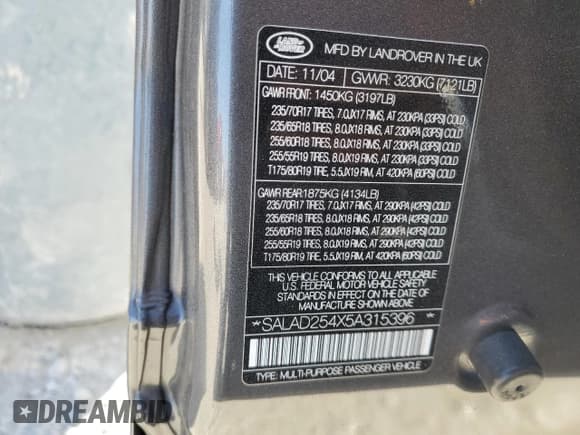 LAND ROVER
MFD BY LANDROVER IN THE UK
DATE: 11/04 GVWR: 3230KG (7121LB)
GAWR FRONT: 1450KG (3197LB)
235/70R17 TIRES, 7.0JX17 RIMS, AT 230KPA (33PSI) COLD
235/65R18 TIRES, 8.0JX18 RIMS, AT 230KPA (33PSI) COLD
255/60R18 TIRES, 8.0JX18 RIMS, AT 230KPA (33PSI) COLD
255/55R19 TIRES, 8.0JX19 RIMS, AT 230KPA (33PSI) COLD
T175/80R19 TIRE, 5.5JX19 RIM, AT 420KPA (60PSI) COLD
GAWR REAR: 1875KG (4134LB)
235/70R17 TIRES, 7.0JX17 RIMS, AT 290KPA (42PSI) COLD
235/65R18 TIRES, 8.0JX18 RIMS, AT 290KPA (42PSI) COLD
255/60R18 TIRES, 8.0JX18 RIMS, AT 290KPA (42PSI) COLD
255/55R19 TIRES, 8.0JX19 RIMS, AT 290KPA (42PSI) COLD
T175/80R19 TIRE, 5.5JX19 RIM, AT 420KPA (60PSI) COLD
THIS VEHICLE CONFORMS TO ALL APPLICABLE
U.S. FEDERAL MOTOR VEHICLE SAFETY
STANDARDS IN EFFECT ON THE DATE OF
MANUFACTURE SHOWN ABOVE.
*SALAD254X5A315396*
TYPE: MULTI-PURPOSE PASSENGER VEHICLE
DREAMBID